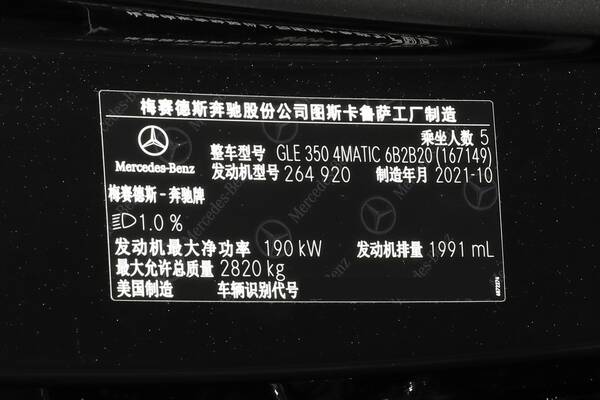 梅赛德斯奔驰股份公司图斯卡鲁萨工厂制造
乘坐人数 5
Mercedes-Benz
整车型号 GLE 350 4MATIC 6B2B20 (167149)
发动机型号 264 920 制造年月 2021-10
梅赛德斯-奔驰牌
1.0 %
发动机最大净功率 190 kW 发动机排量 1991 mL
最大允许总质量 2820 kg
美国制造 车辆识别代号